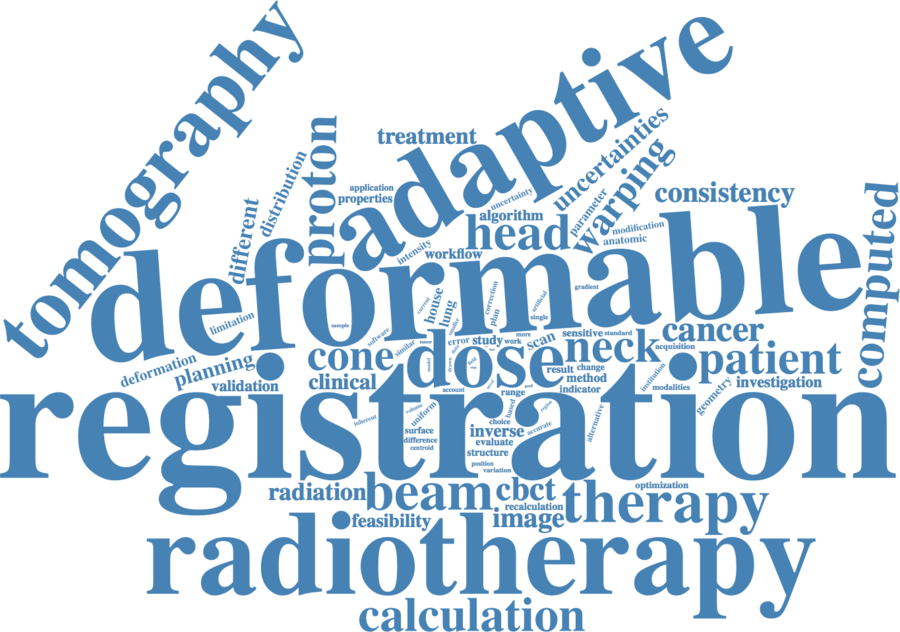 tomography
adaptive
proton
treatment
uncertainties
distribution
application
properties
uncertainty
parameter
warping
consistency
different
algorithm
head
modification
anatomic
computed
deformable
intensity
workflow
limitation
sample
current
house
lung
smaller
correction
plan
artificial
single
gradient
software
similar
error
study
work
more
scan
sensitive
standard
cancer
acquisition
deformation
planning
validation
cone
clinical
dose
neck
result
change
method
indicator
institution
modalities
patient
geometry
investigation
account
range
registration
inherent
volume
uniform
surface
difference
centroid
based
choice
region
accurate
inverse
evaluate
structure
position
variation
alternative
radiation
beam
cbct
recalculation
optimization
feasibility
image
therapy
radiotherapy
calculation